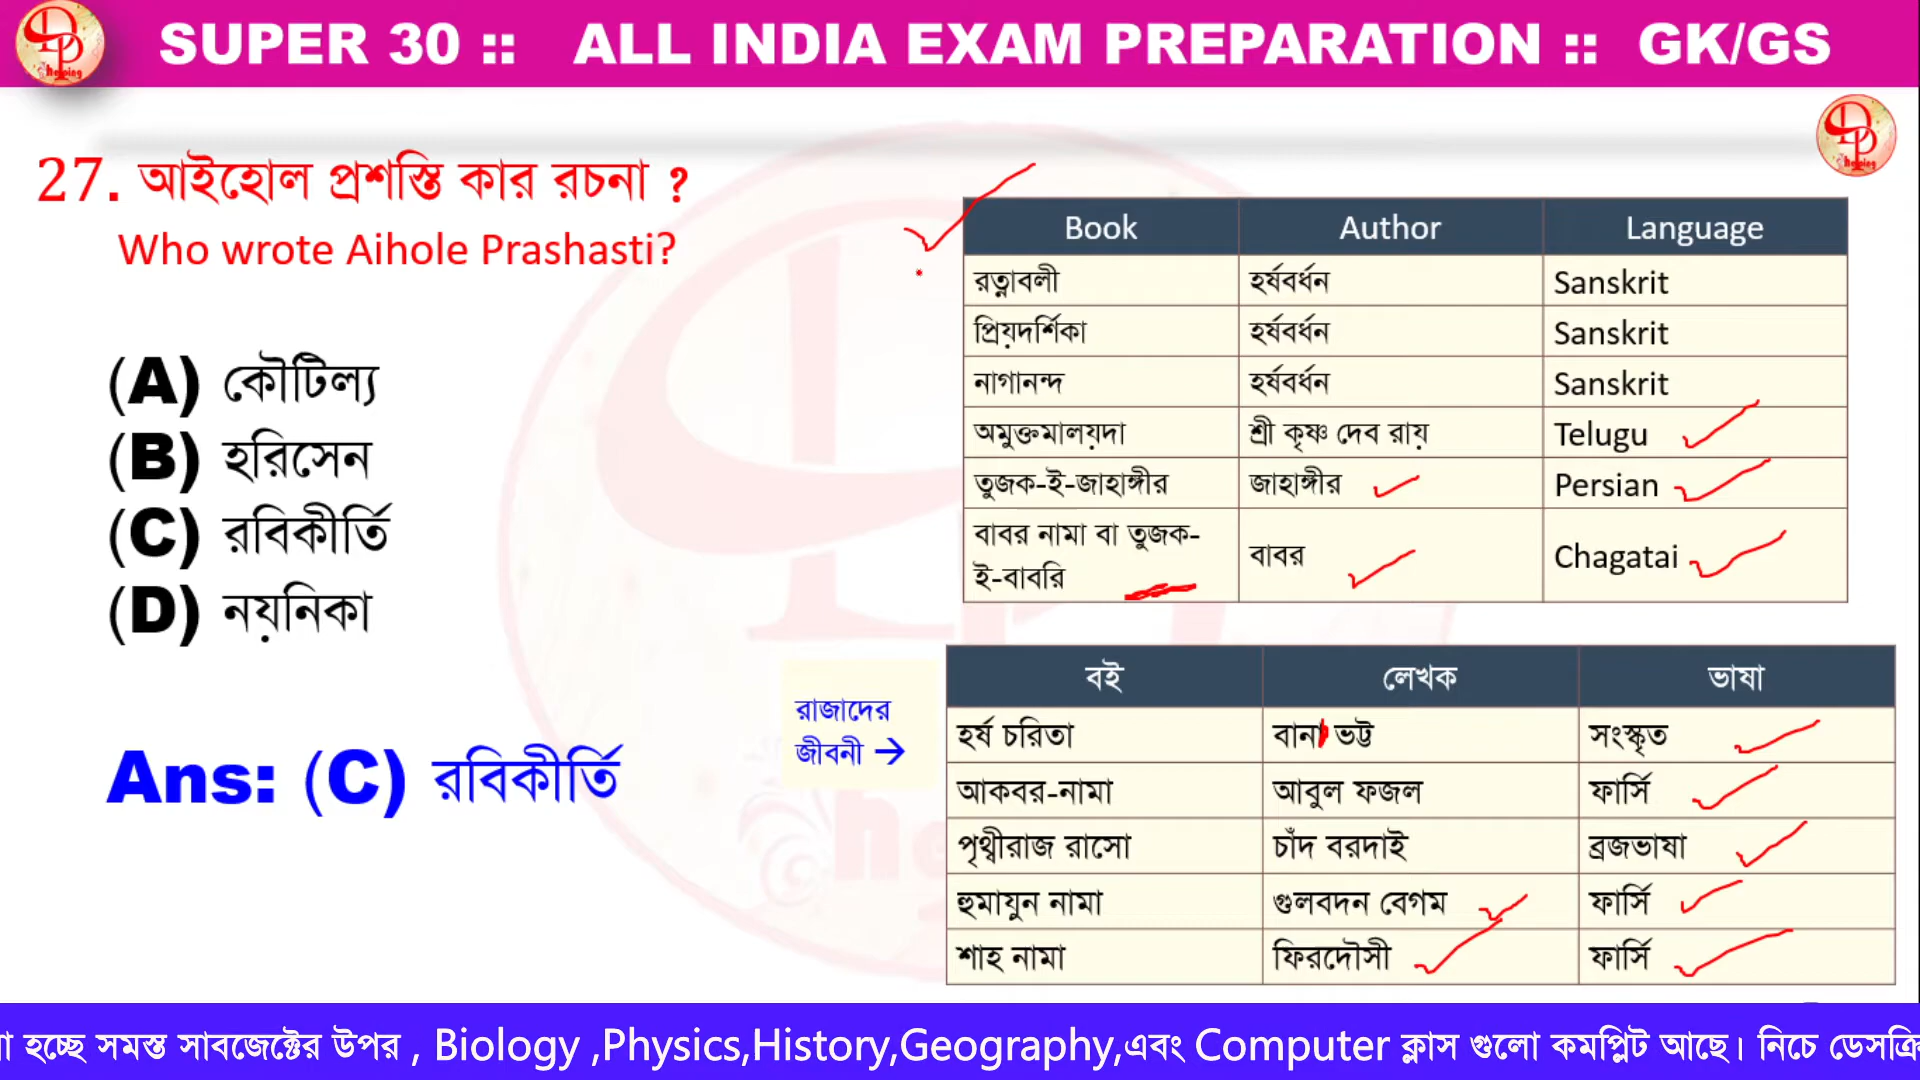 SUPER 30 :: ALL INDIA EXAM PREPARATION :: GK/GS
27. আইহোল প্রশস্তি কার রচনা ?
Who wrote Aihole Prashasti?
(A) কৌটিল্য
(B) হরিসেন
(C) রবিকীর্তি
(D) নয়নিকা
Ans: (C) রবিকীর্তি
Book Author Language
রত্নাবলী হর্ষবর্ধন Sanskrit
প্রিয়দর্শিকা হর্ষবর্ধন Sanskrit
নাগানন্দ হর্ষবর্ধন Sanskrit
অমুক্তমালয়দা শ্রী কৃষ্ণ দেব রায় Telugu
তুজক-ই-জাহাঙ্গীর জাহাঙ্গীর Persian
বাবর নামা বা তুজক-
ই-বাবরি বাবর Chagatai
রাজাদের
জীবনী →
বই লেখক ভাষা
হর্ষ চরিতা বানা ভট্ট সংস্কৃত
আকবর-নামা আবুল ফজল ফার্সি
পৃথ্বীরাজ রাসো চাঁদ বরদাই ব্রজভাষা
হুমাযুন নামা গুলবদন বেগম ফার্সি
শাহ নামা ফিরদৌসী ফার্সি
হচ্ছে সমস্ত সাবজেক্টের উপর , Biology ,Physics,History,Geography,এবং Computer ক্লাস গুলো কমপ্লিট আছে। নিচে